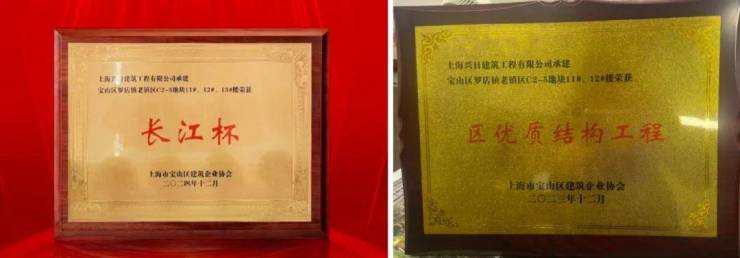 上海兴日建筑工程有限公司承建
宝山区罗店镇老镇区C2-5地块11#、12#、15#楼荣获
长江杯
上海市宝山区建筑企业协会
二〇二四年十二月
上海兴日建筑工程有限公司承建
宝山区罗店镇老镇区C2-5地块11#、12#楼荣获
区优质结构工程
上海市宝山区建筑企业协会
二〇二三年十二月